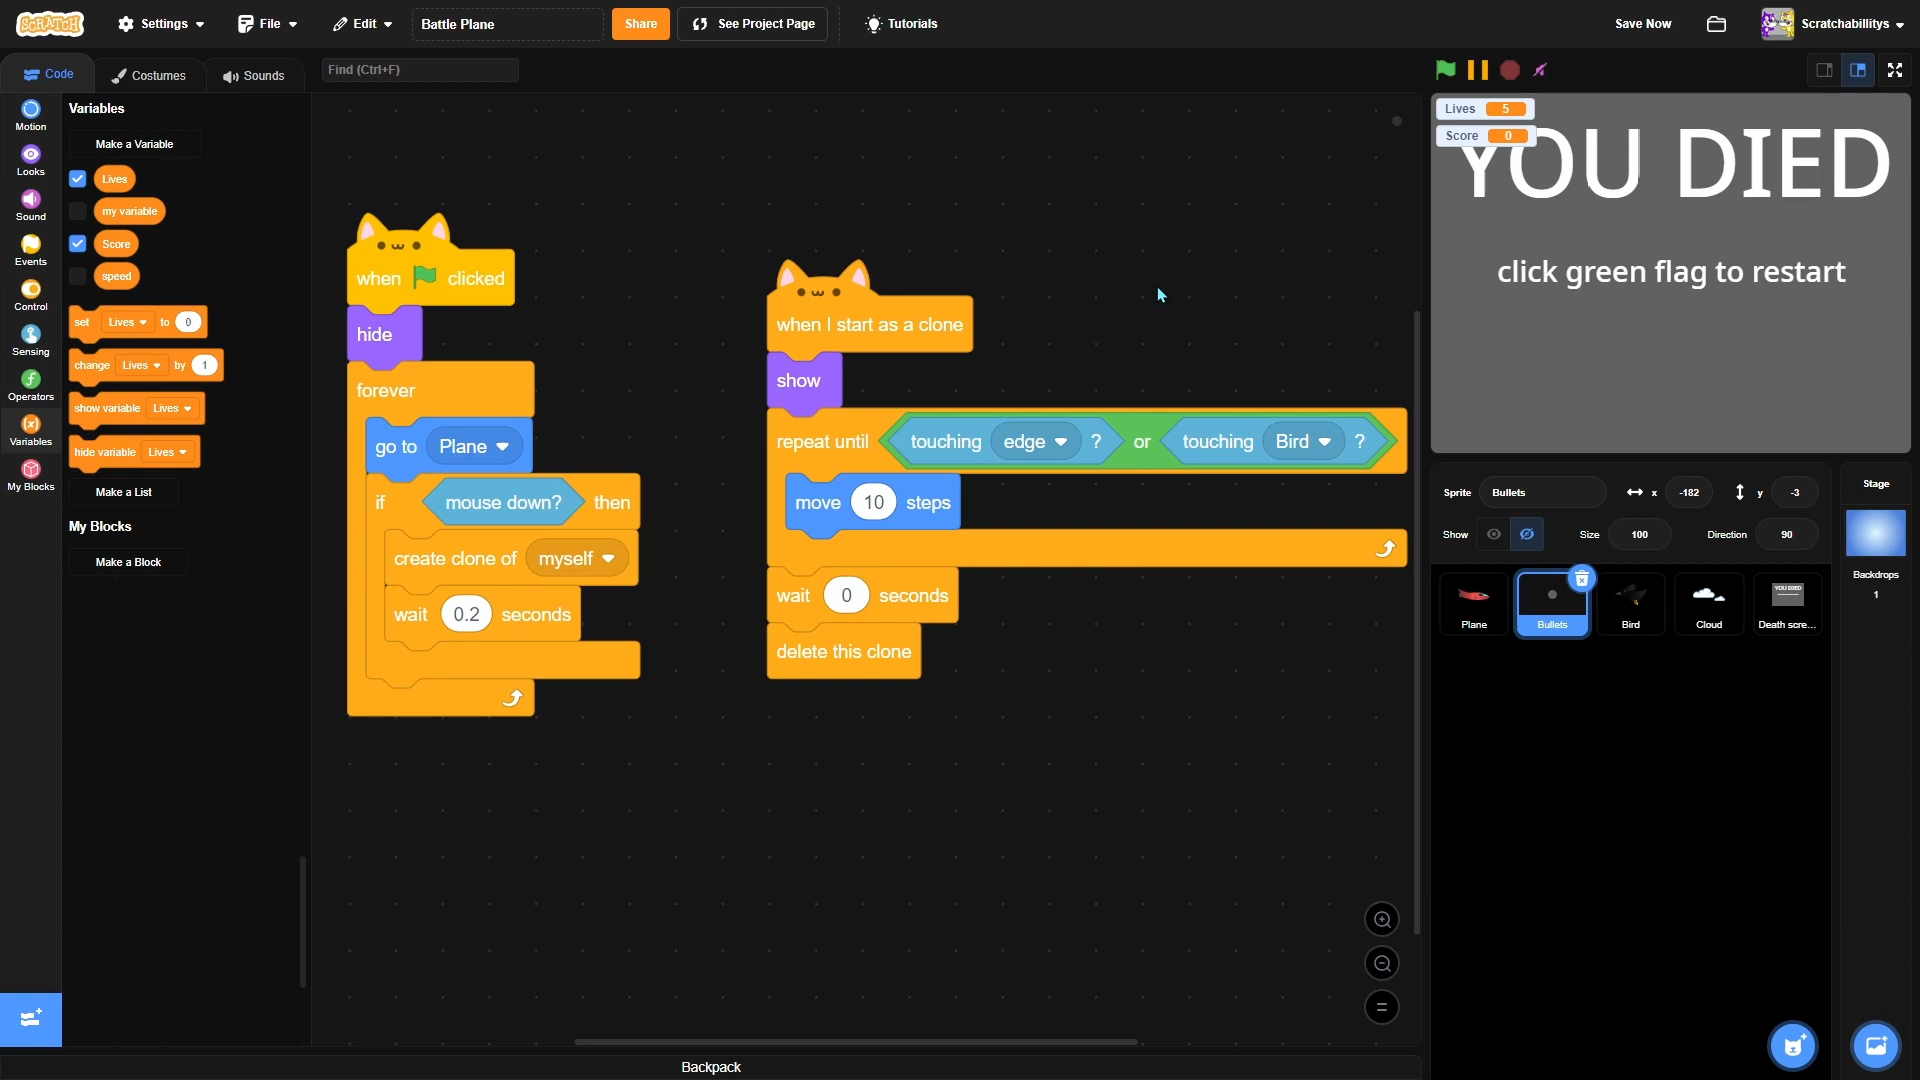 SCRATCH
Settings
File
Edit
Battle Plane
Share
See Project Page
Tutorials
Save Now
Scratchabillitys
Code
Costumes
Sounds
Find (Ctrl+F)
Motion
Looks
Sound
Events
Control
Sensing
Operators
Variables
My Blocks
Variables
Make a Variable
Lives
my variable
Score
speed
set Lives to 0
change Lives by 1
show variable Lives
hide variable Lives
Make a List
My Blocks
Make a Block
when clicked
hide
forever
go to Plane
if mouse down? then
create clone of myself
wait 0.2 seconds
when I start as a clone
show
repeat until touching edge ? or touching Bird ?
move 10 steps
wait 0 seconds
delete this clone
Backpack
Lives 5
Score 0
YOU DIED
click green flag to restart
Sprite Bullets x -182 y -3
Show Size 100 Direction 90
Plane
Bullets
Bird
Cloud
YOU DIED
Death scre...
Stage
Backdrops
1